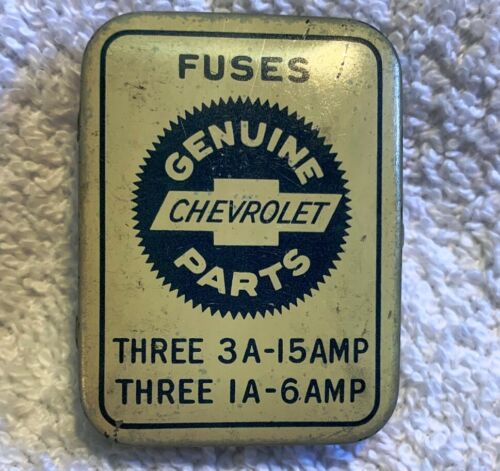 FUSES
GENUINE
CHEVROLET
PARTS
THREE 3A-15AMP
THREE 1A-6AMP